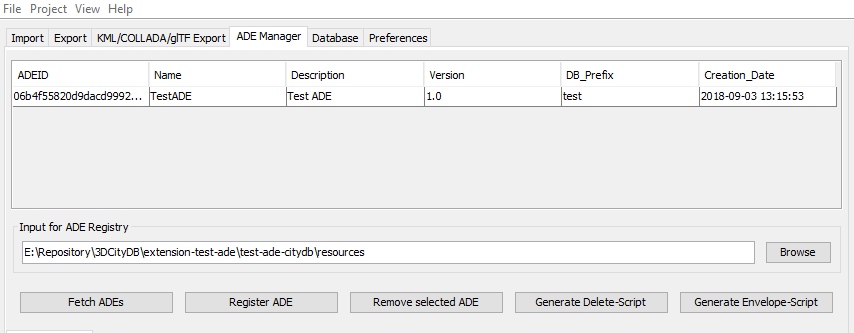 File Project View Help
Import Export KML/COLLADA/glTF Export ADE Manager Database Preferences
ADEID Name Description Version DB_Prefix Creation_Date
06b4f55820d9dacd9992... TestADE Test ADE 1.0 test 2018-09-03 13:15:53
Input for ADE Registry
E:\Repository\3DCityDB\extension-test-ade\test-ade-citydb\resources Browse
Fetch ADEs Register ADE Remove selected ADE Generate Delete-Script Generate Envelope-Script